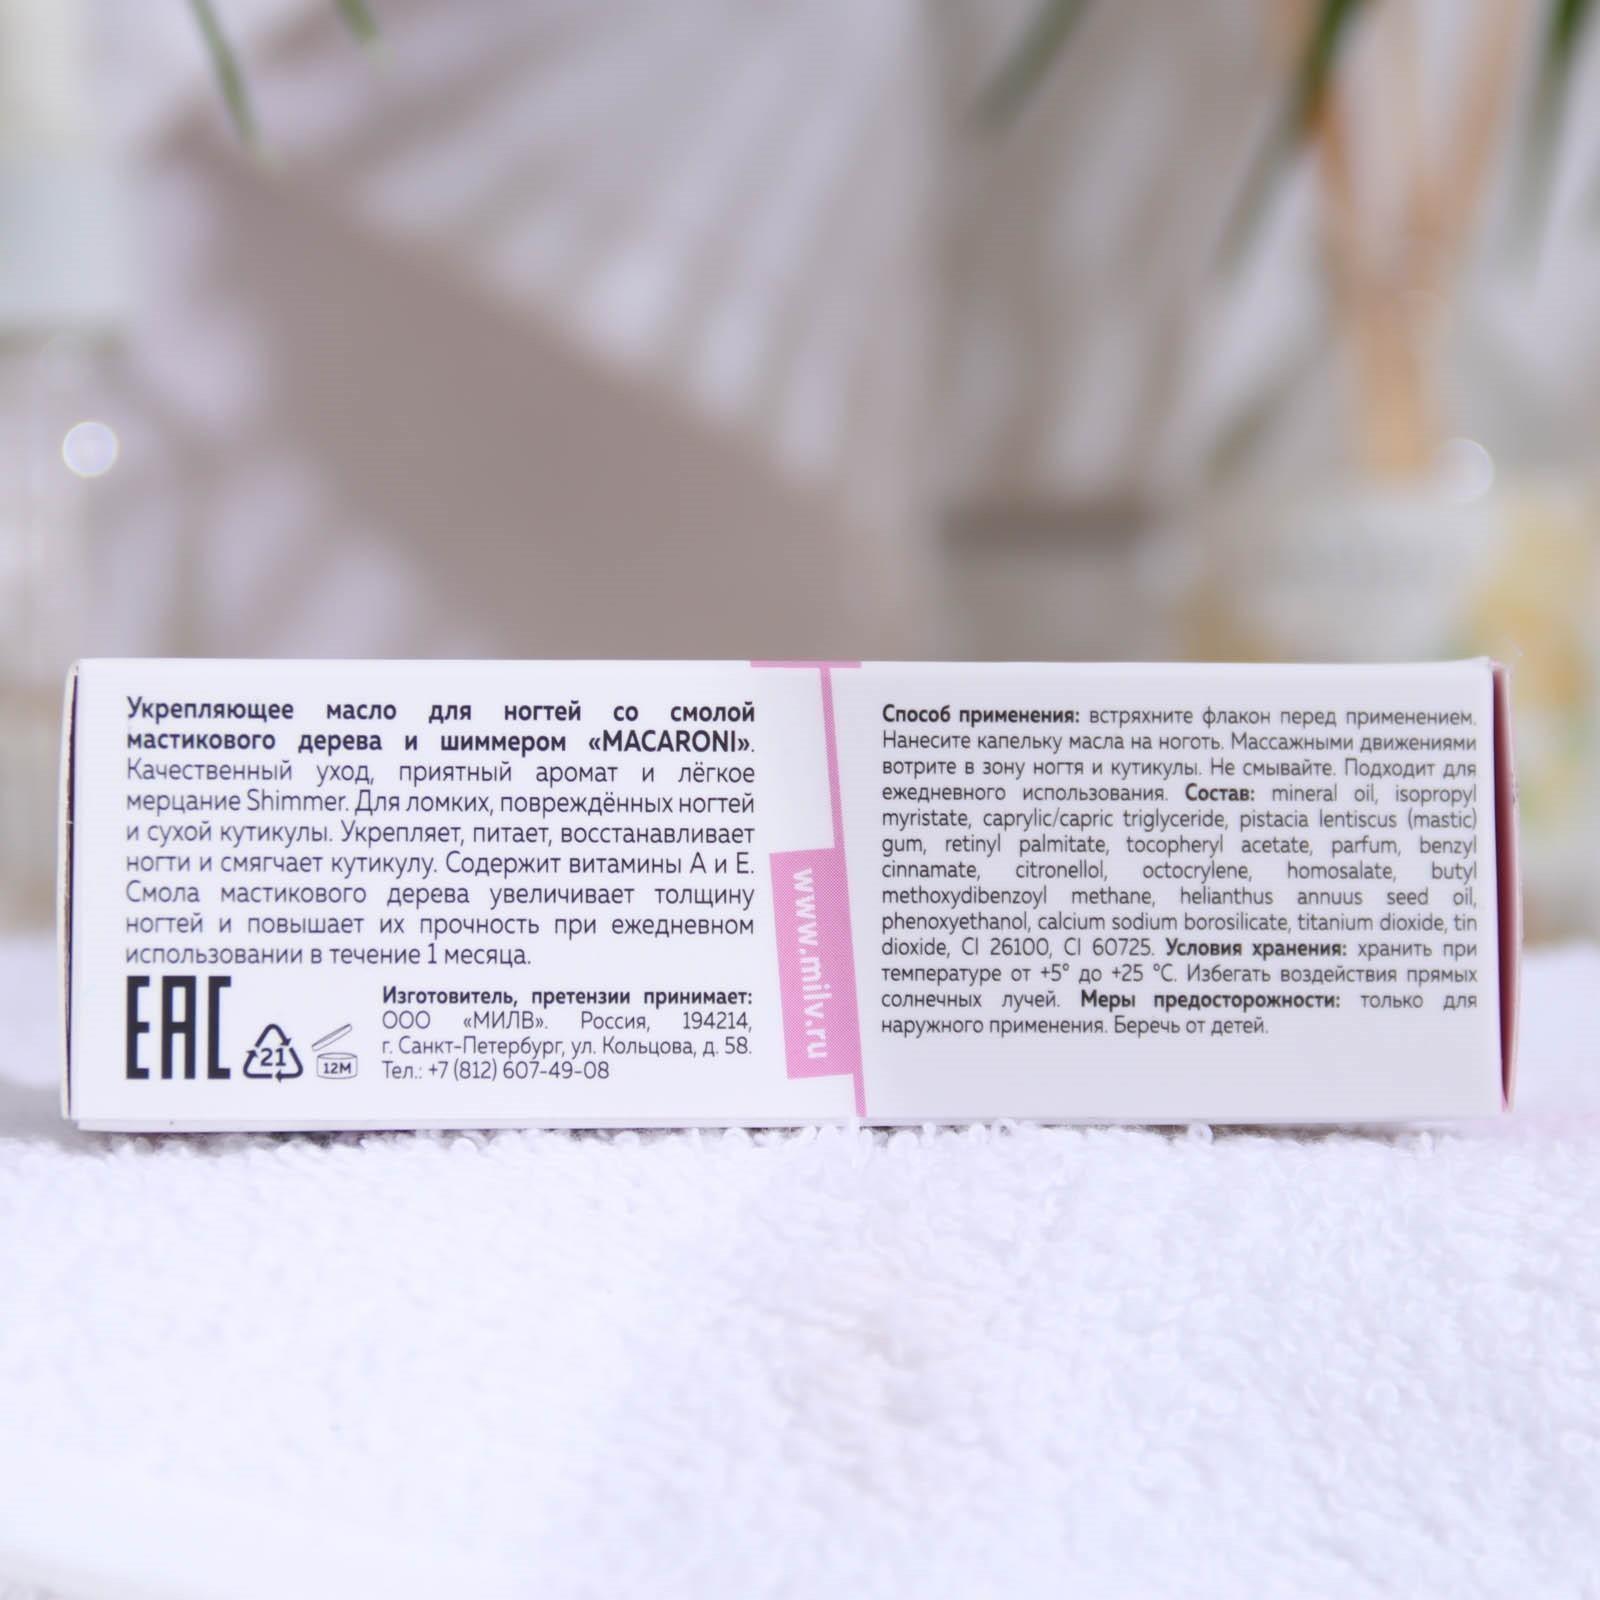 Укрепляющее масло для ногтей со смолой
мастикового дерева и шиммером «MACARONI».
Качественный уход, приятный аромат и лёгкое
мерцание Shimmer. Для ломких, повреждённых ногтей
и сухой кутикулы. Укрепляет, питает, восстанавливает
ногти и смягчает кутикулу. Содержит витамины А и Е.
Смола мастикового дерева увеличивает толщину
ногтей и повышает их прочность при ежедневном
использовании в течение 1 месяца.
EAC
21
12M
Изготовитель, претензии принимает:
ООО «МИЛВ». Россия, 194214,
г. Санкт-Петербург, ул. Кольцова, д. 58.
Тел.: +7 (812) 607-49-08
www.milv.ru
Способ применения: встряхните флакон перед применением.
Нанесите капельку масла на ноготь. Массажными движениями
вотрите в зону ногтя и кутикулы. Не смывайте. Подходит для
ежедневного использования. Состав: mineral oil, isopropyl
myristate, caprylic/capric triglyceride, pistacia lentiscus (mastic)
gum, retinyl palmitate, tocopheryl acetate, parfum, benzyl
cinnamate, citronellol, octocrylene, homosalate, butyl
methoxydibenzoyl methane, helianthus annuus seed oil,
phenoxyethanol, calcium sodium borosilicate, titanium dioxide, tin
dioxide, CI 26100, CI 60725. Условия хранения: хранить при
температуре от +5° до +25 °C. Избегать воздействия прямых
солнечных лучей. Меры предосторожности: только для
наружного применения. Беречь от детей.